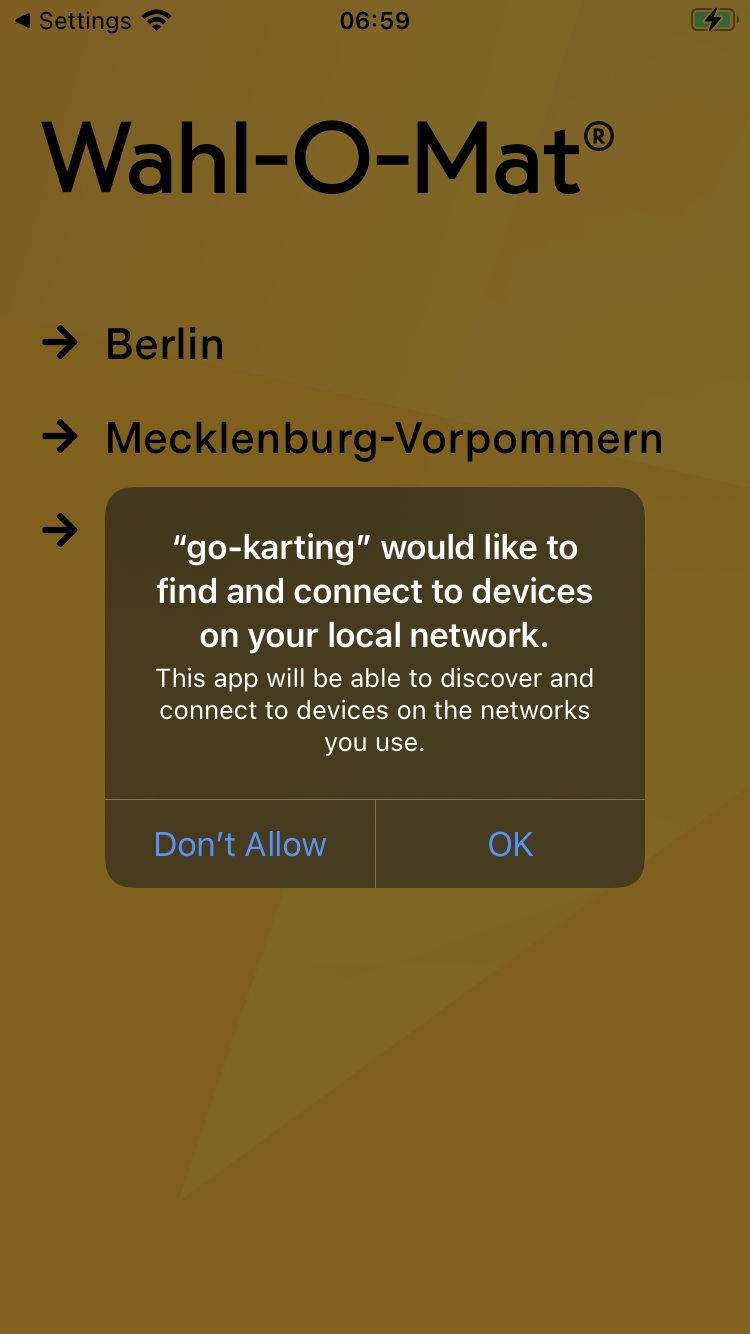 Settings
06:59
Wahl-O-Mat®
Berlin
Mecklenburg-Vorpommern
“go-karting” would like to
find and connect to devices
on your local network.
This app will be able to discover and
connect to devices on the networks
you use.
Don’t Allow
OK